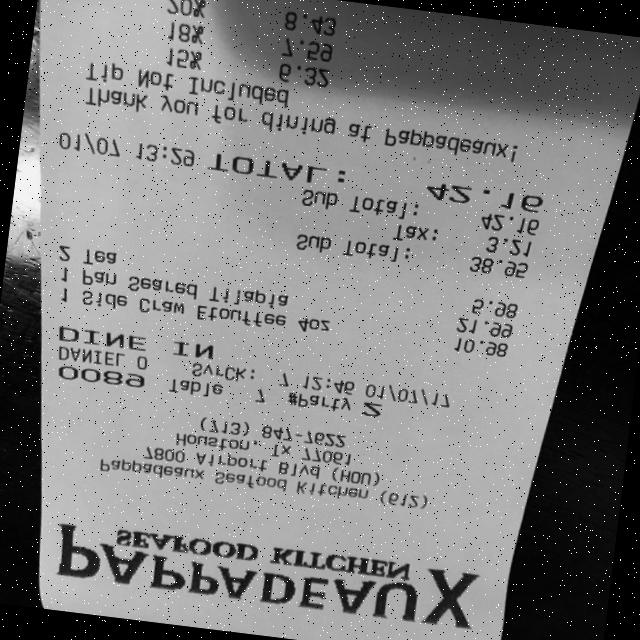 PAPPADEAUX
SEAFOOD KITCHEN
Pappadeaux Seafood Kitchen (612)
7800 Airport Blvd (HOU)
Houston, Tx 77061
(713) 847-7622
0089 Table 7 #Party 2
DANIEL O SvrCk: 7 12:46 01/07/17
DINE IN
1 Side Craw Etouffee 4oz 10.98
1 Pan Seared Tilapia 21.99
2 Tea 5.98
Sub Total: 38.95
Tax: 3.21
Sub Total: 42.16
01/07 13:29 TOTAL: 42.16
Thank you for dining at Pappadeaux!
Tip Not Included
15% 6.32
18% 7.59
20% 8.43